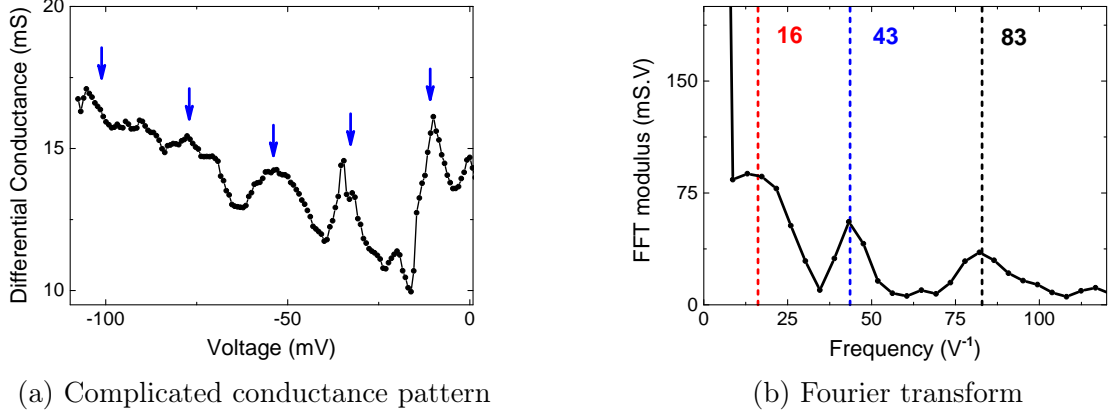 20
15
10
Differential Conductance (mS)
-100
-50
0
Voltage (mV)
(a) Complicated conductance pattern
16
43
83
150
75
0
FFT modulus (mS.V)
0
25
50
75
100
Frequency (V⁻¹)
(b) Fourier transform